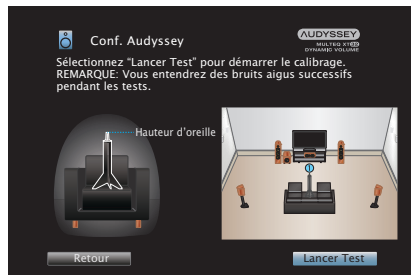 Conf. Audyssey
AUDYSSEY
MULTEQ XT32
DYNAMIC VOLUME
Sélectionnez “Lancer Test” pour démarrer le calibrage.
REMARQUE: Vous entendrez des bruits aigus successifs
pendant les tests.
Hauteur d’oreille
Retour
Lancer Test